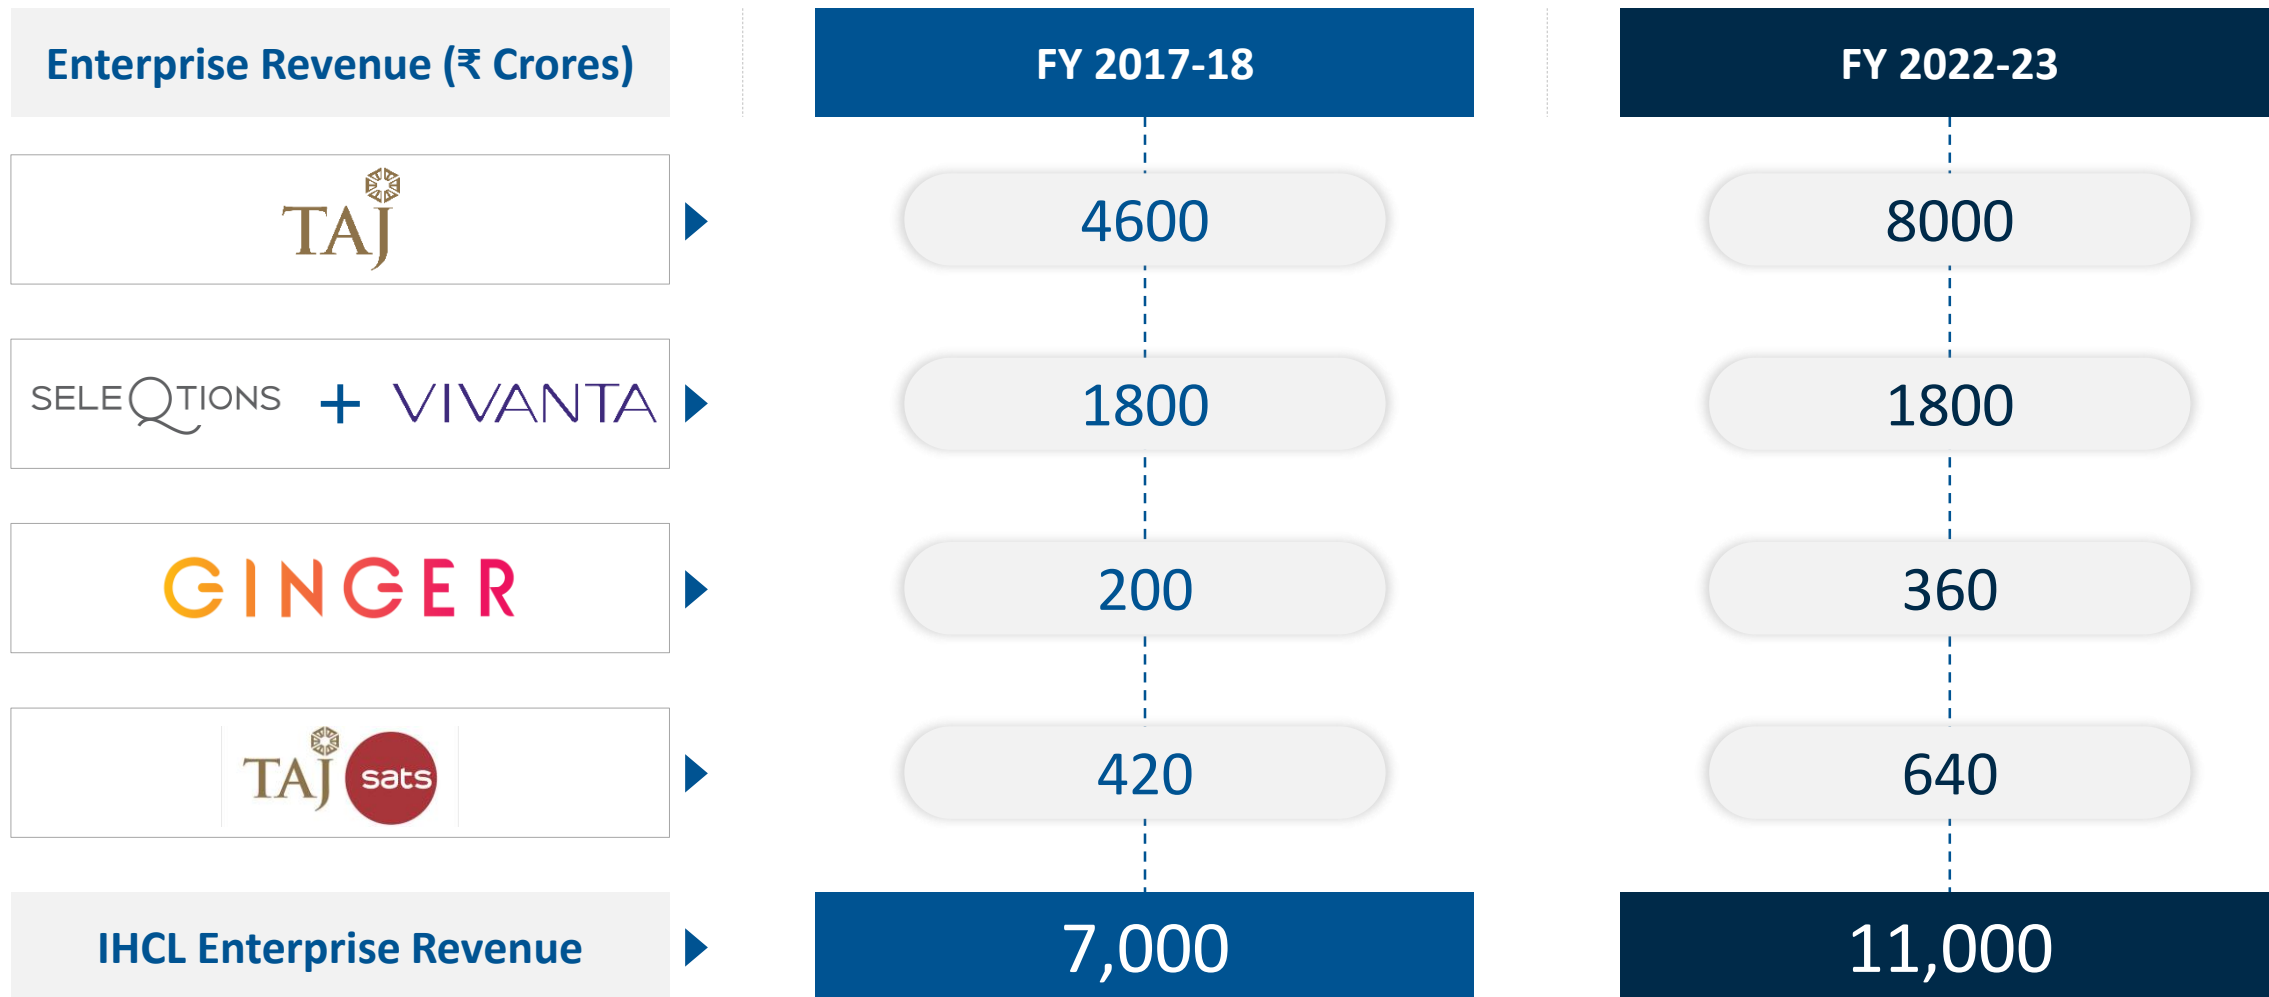 Enterprise Revenue (₹ Crores) FY 2017-18 FY 2022-23
TAJ 4600 8000
SELEQTIONS + VIVANTA 1800 1800
GINGER 200 360
TAJ sats 420 640
IHCL Enterprise Revenue 7,000 11,000